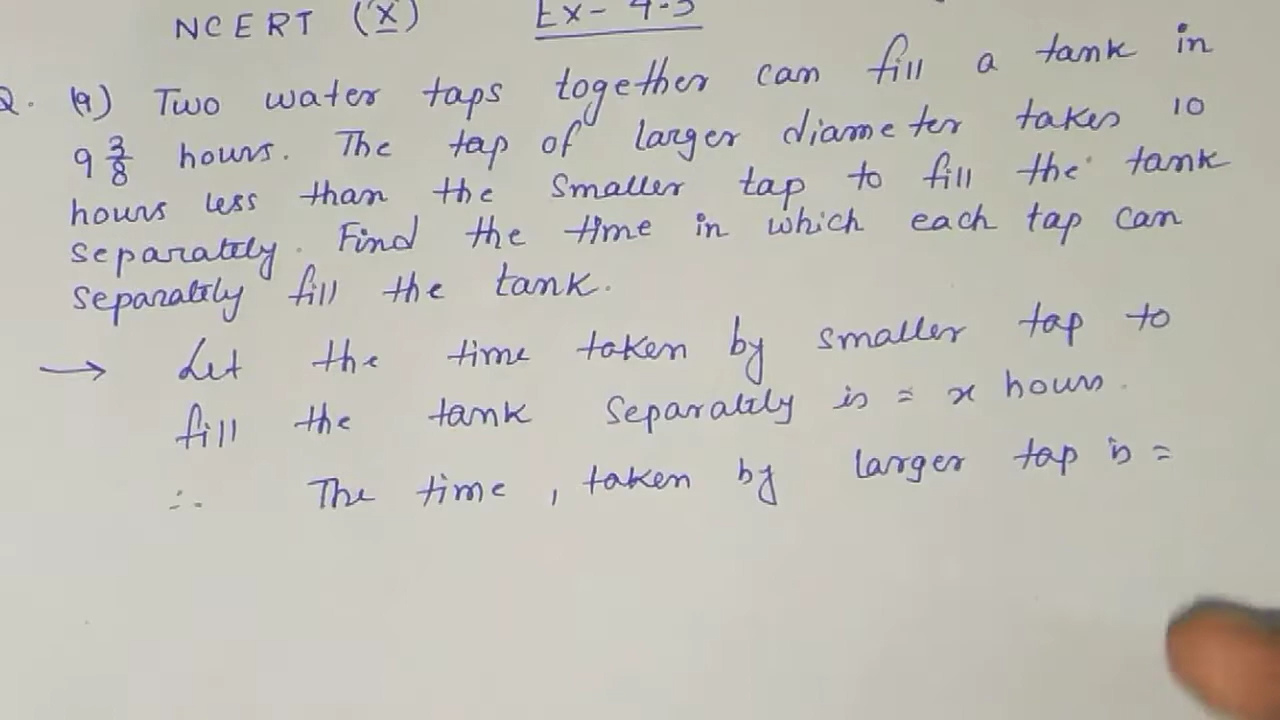 NCERT (X) Ex- 4.3
Q. (9) Two water taps together can fill a tank in
9 3/8 hours. The tap of larger diameter takes 10
hours less than the smaller tap to fill the tank
separately. Find the time in which each tap can
separately fill the tank.
→ Let the time taken by smaller tap to
fill the tank separately is = x hours.
∴ The time, taken by larger tap is =